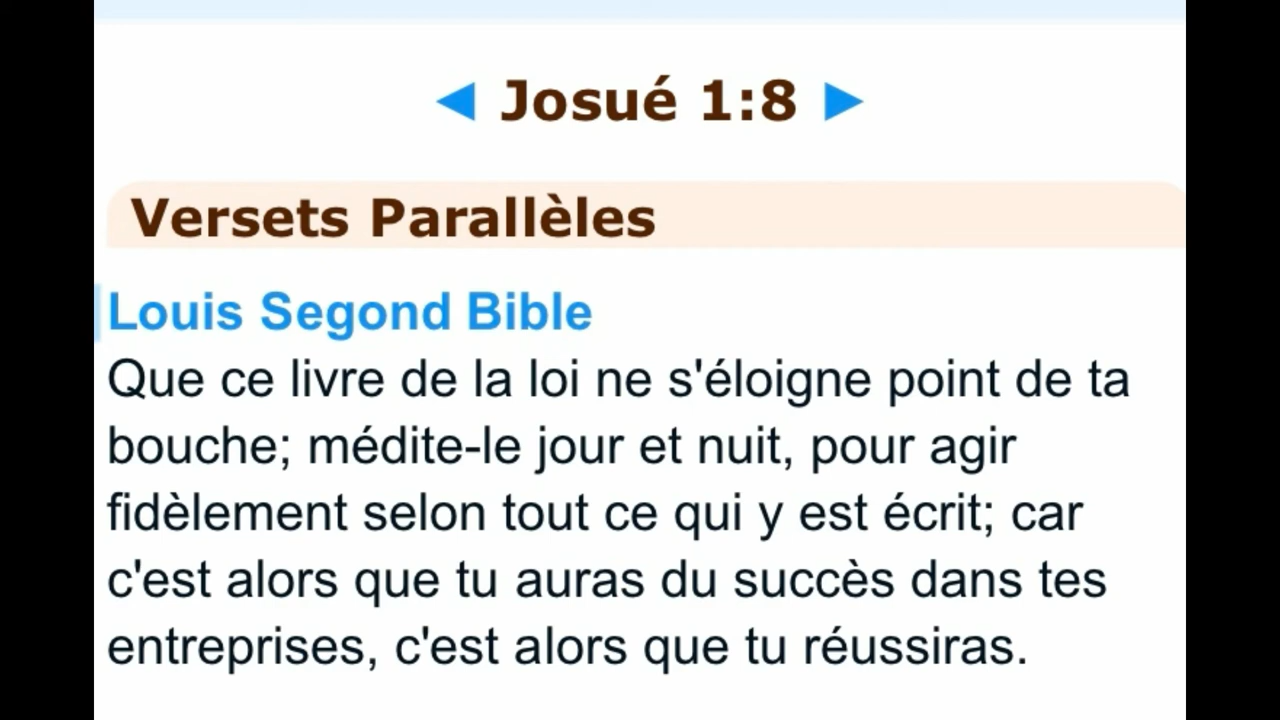 ◄ Josué 1:8 ►
Versets Parallèles
Louis Segond Bible
Que ce livre de la loi ne s'éloigne point de ta
bouche; médite-le jour et nuit, pour agir
fidèlement selon tout ce qui y est écrit; car
c'est alors que tu auras du succès dans tes
entreprises, c'est alors que tu réussiras.